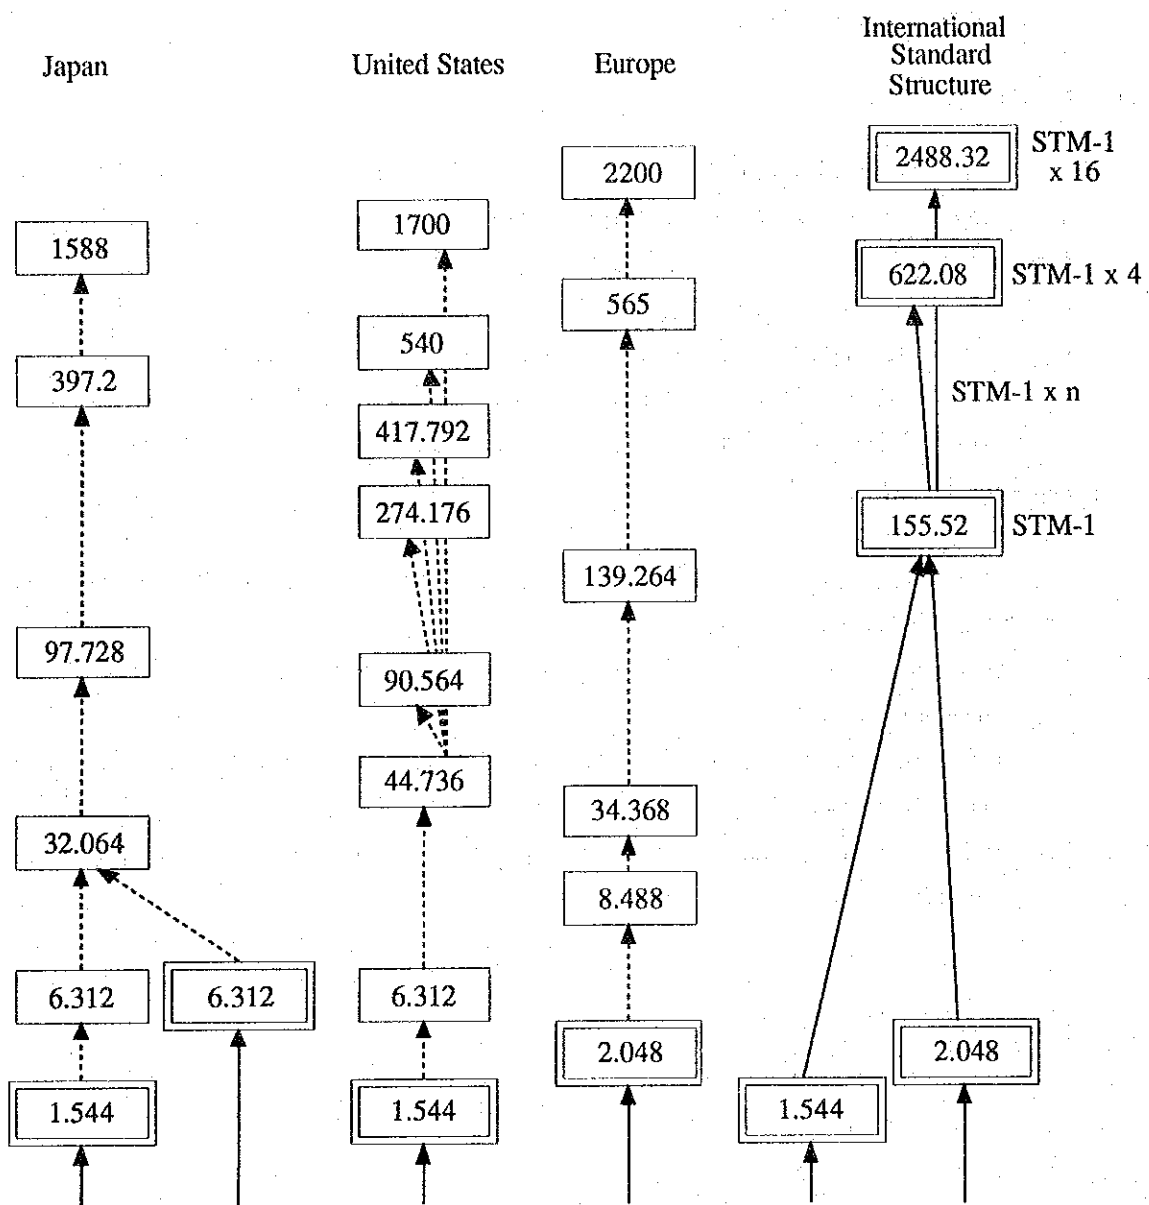 Japan
1588
397.2
97.728
32.064
6.312
6.312
1.544
United States
1700
540
417.792
274.176
90.564
44.736
6.312
1.544
Europe
2200
565
139.264
34.368
8.488
2.048
International
Standard
Structure
2488.32
STM-1
x 16
622.08
STM-1 x 4
STM-1 x n
155.52
STM-1
2.048
1.544